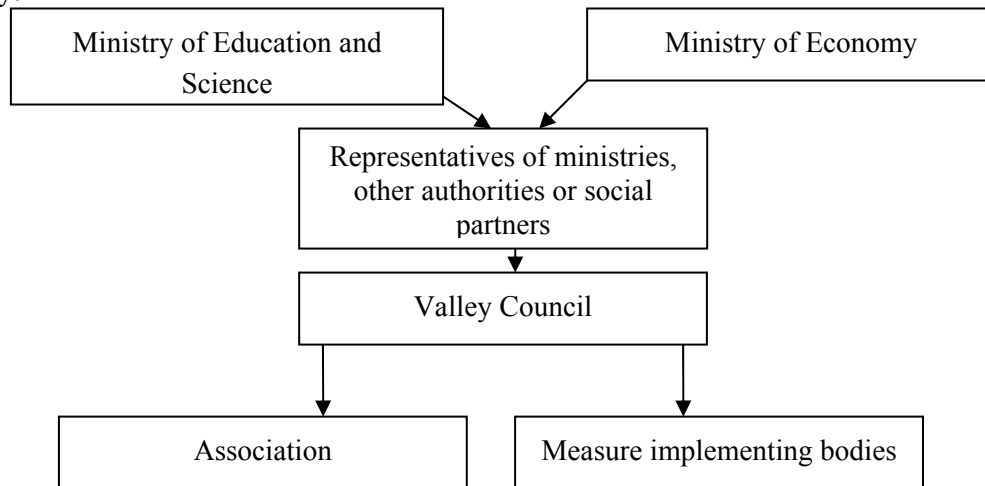 y.
Ministry of Education and
Science
Ministry of Economy
Representatives of ministries,
other authorities or social
partners
Valley Council
Association
Measure implementing bodies